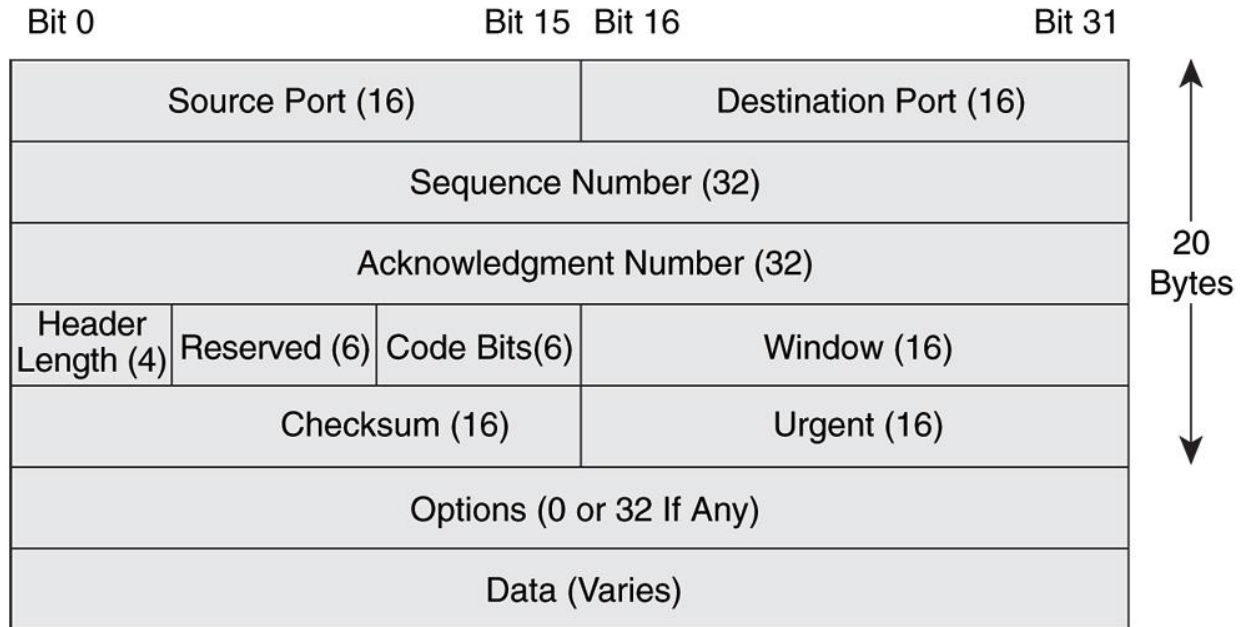 Bit 0 Bit 15 Bit 16 Bit 31
Source Port (16) Destination Port (16)
Sequence Number (32)
Acknowledgment Number (32)
20
Bytes
Header
Length (4) Reserved (6) Code Bits(6) Window (16)
Checksum (16) Urgent (16)
Options (0 or 32 If Any)
Data (Varies)